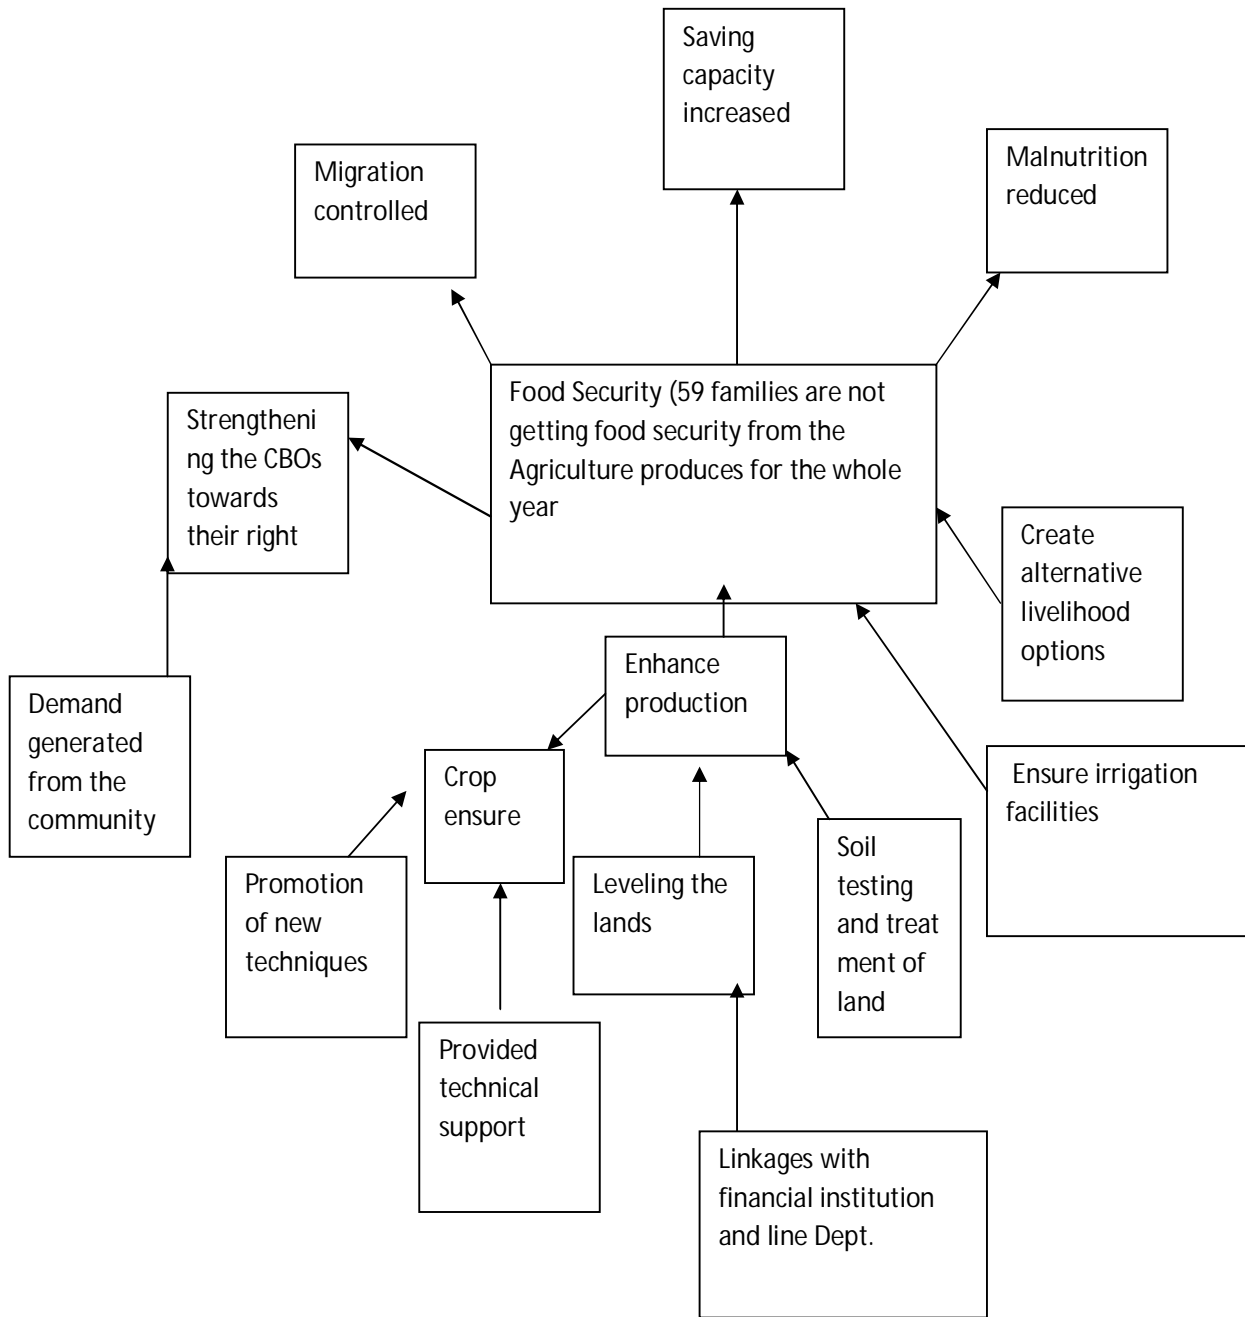 Saving
capacity
increased
Migration
controlled
Malnutrition
reduced
Food Security (59 families are not
getting food security from the
Agriculture produces for the whole
year
Strengtheni
ng the CBOs
towards
their right
Create
alternative
livelihood
options
Enhance
production
Demand
generated
from the
community
Crop
ensure
Ensure irrigation
facilities
Promotion
of new
techniques
Leveling the
lands
Soil
testing
and treat
ment of
land
Provided
technical
support
Linkages with
financial institution
and line Dept.